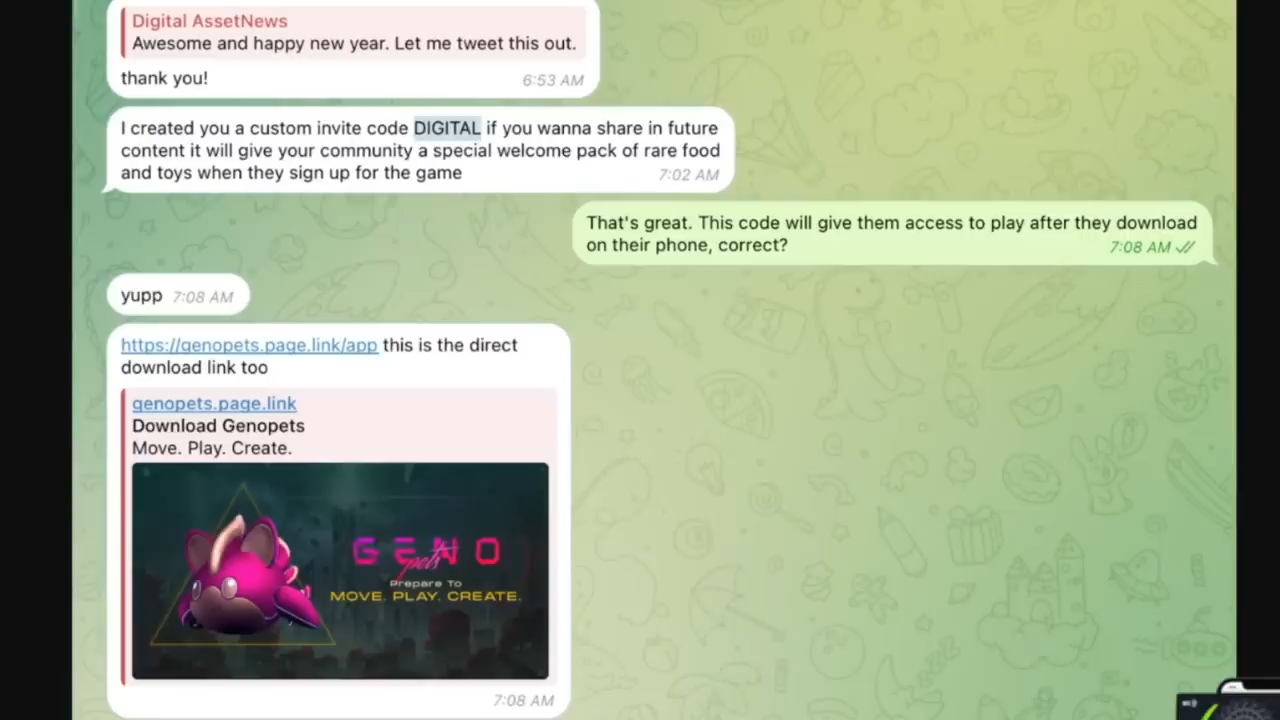 Digital AssetNews
Awesome and happy new year. Let me tweet this out.
thank you!
6:53 AM
I created you a custom invite code DIGITAL if you wanna share in future
content it will give your community a special welcome pack of rare food
and toys when they sign up for the game
7:02 AM
That's great. This code will give them access to play after they download
on their phone, correct?
7:08 AM
yupp 7:08 AM
https://genopets.page.link/app this is the direct
download link too
genopets.page.link
Download Genopets
Move. Play. Create.
GENO
pets
Prepare To
MOVE. PLAY. CREATE.
7:08 AM